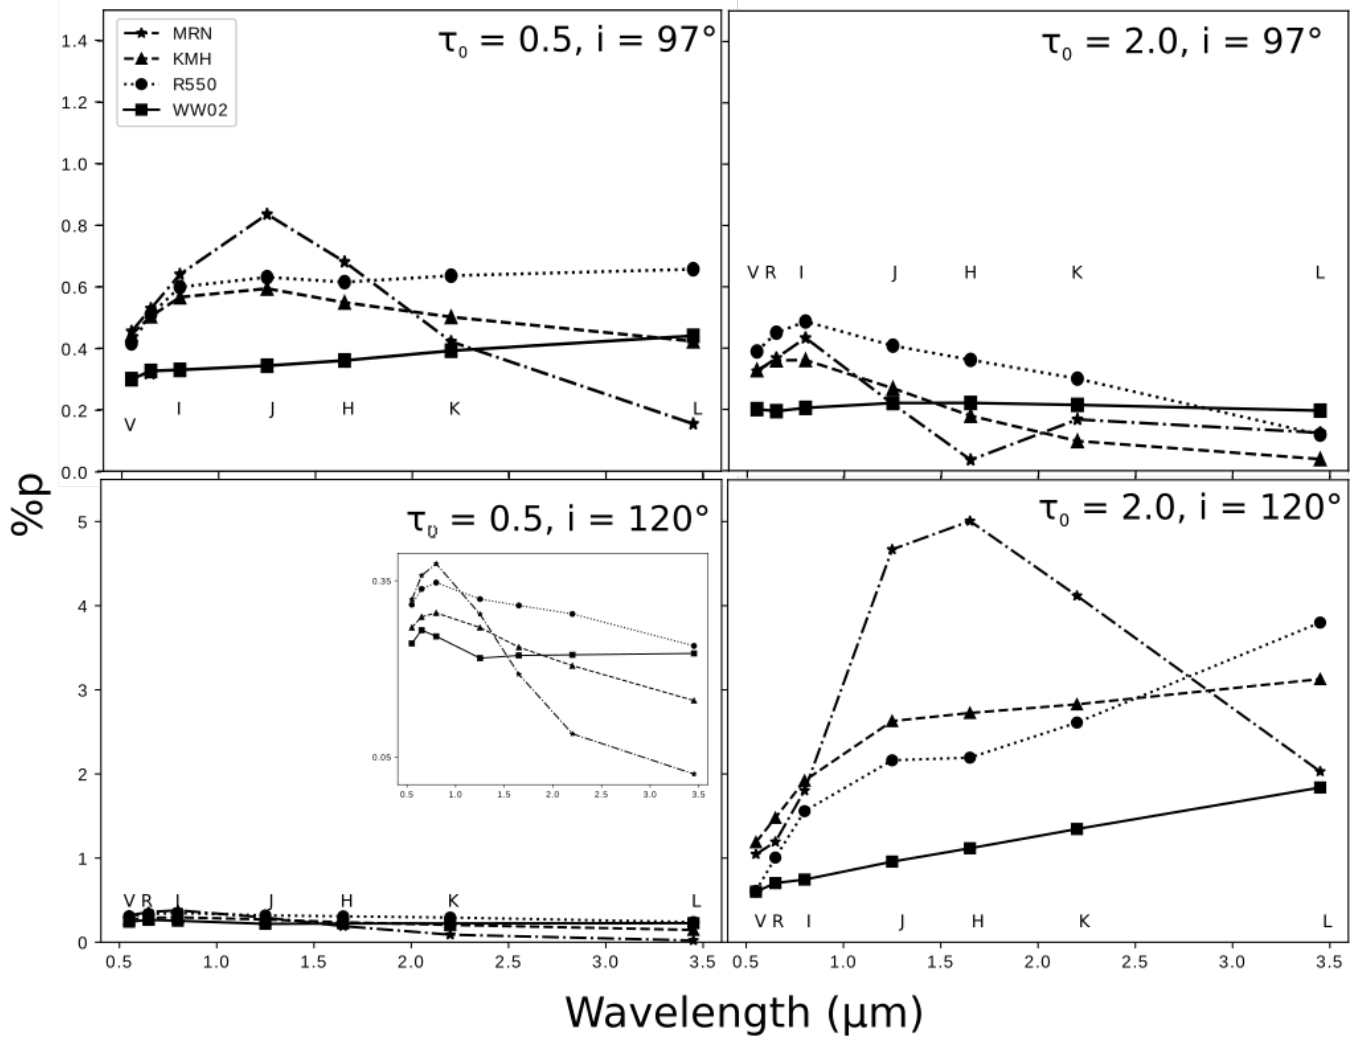 MRN
KMH
R550
WW02
τ₀ = 0.5, i = 97°
1.4
1.2
1.0
0.8
0.6
0.4
0.2
0.0
V I J H K L
τ₀ = 2.0, i = 97°
V R I J H K L
%p
τ₀ = 0.5, i = 120°
0.35
0.05
0.5 1.0 1.5 2.0 2.5 3.0 3.5
5
4
3
2
1
0
V R I J H K L
0.5 1.0 1.5 2.0 2.5 3.0 3.5
τ₀ = 2.0, i = 120°
V R I J H K L
0.5 1.0 1.5 2.0 2.5 3.0 3.5
Wavelength (μm)